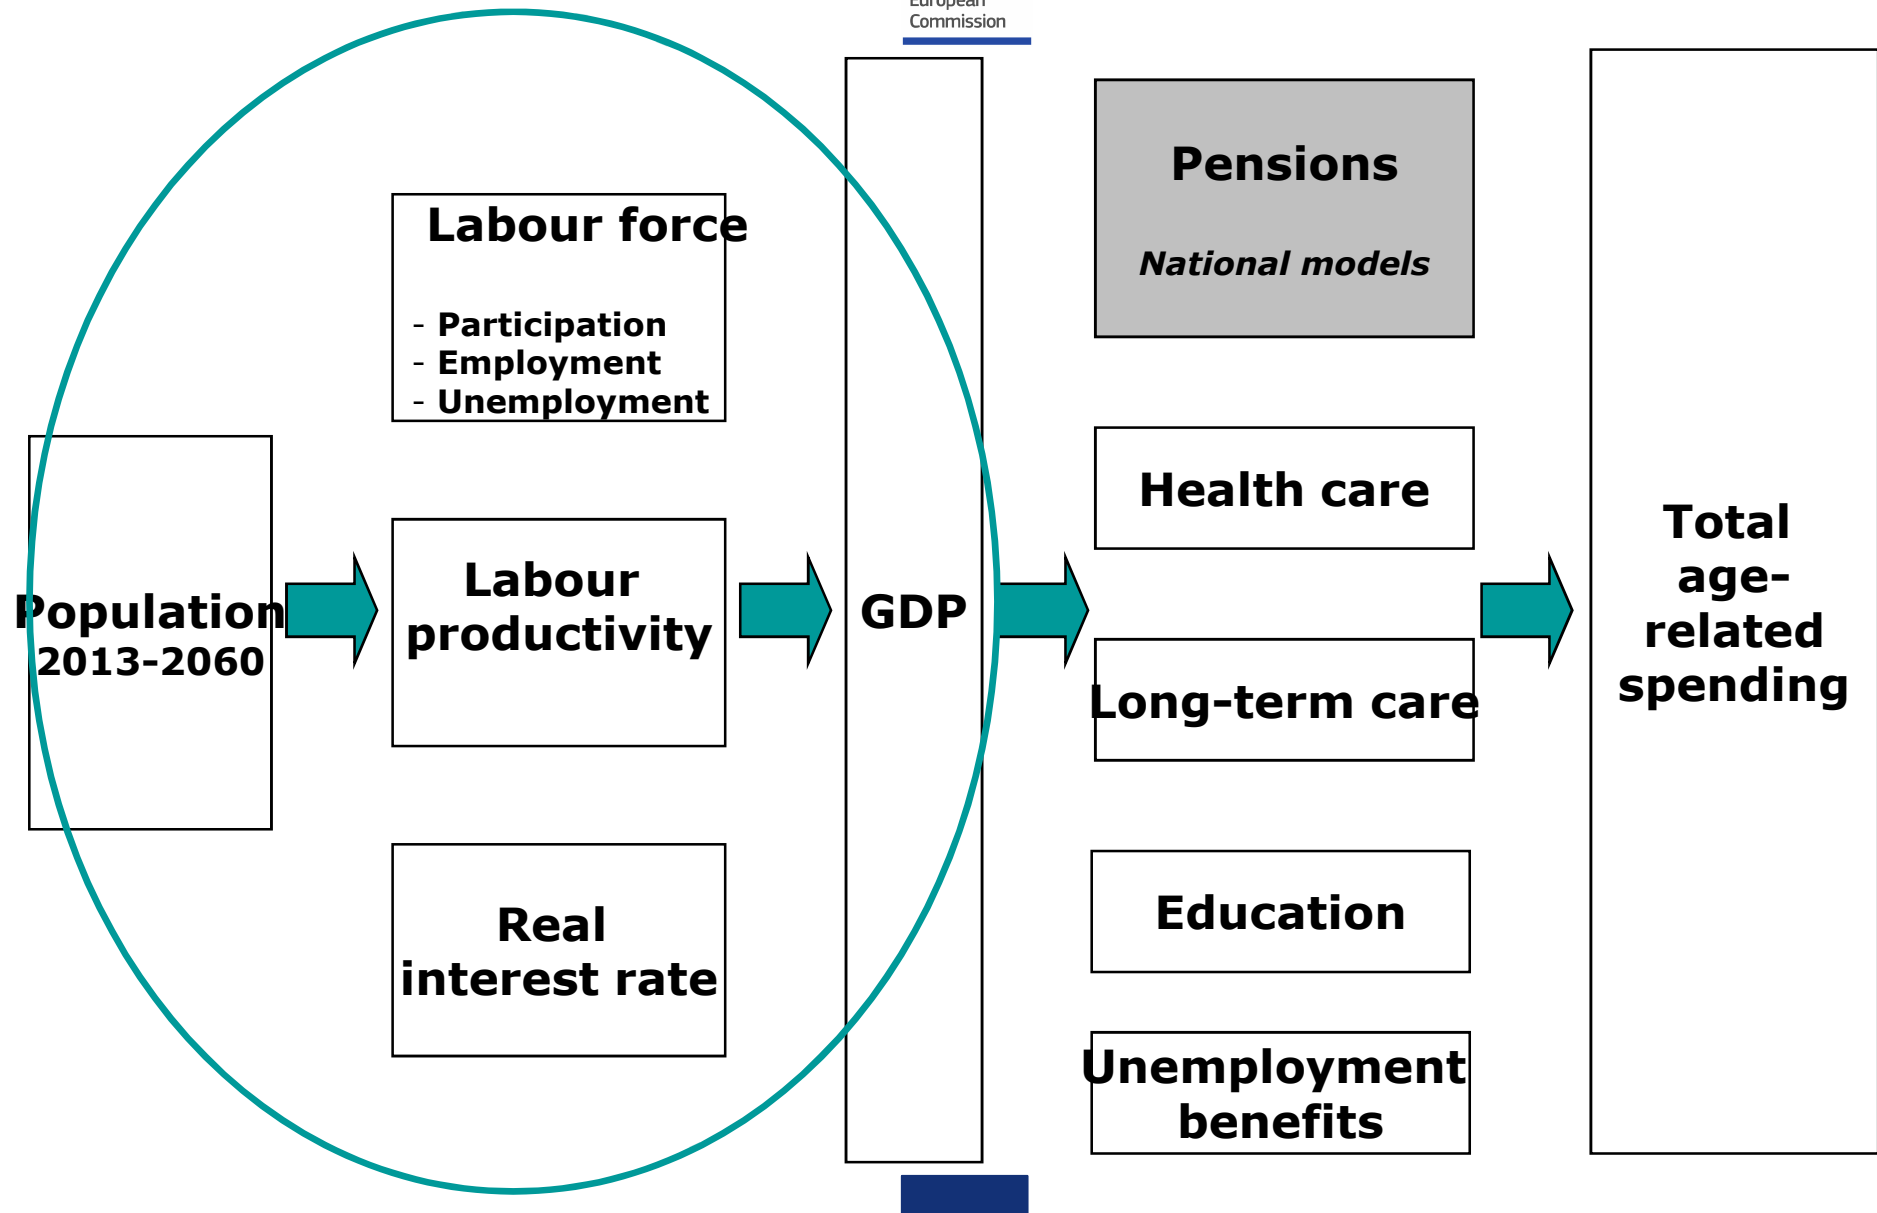 European
Commission
Population
2013-2060
Labour force
- Participation
- Employment
- Unemployment
Labour
productivity
Real
interest rate
GDP
Pensions
National models
Health care
Long-term care
Education
Unemployment
benefits
Total
age-
related
spending